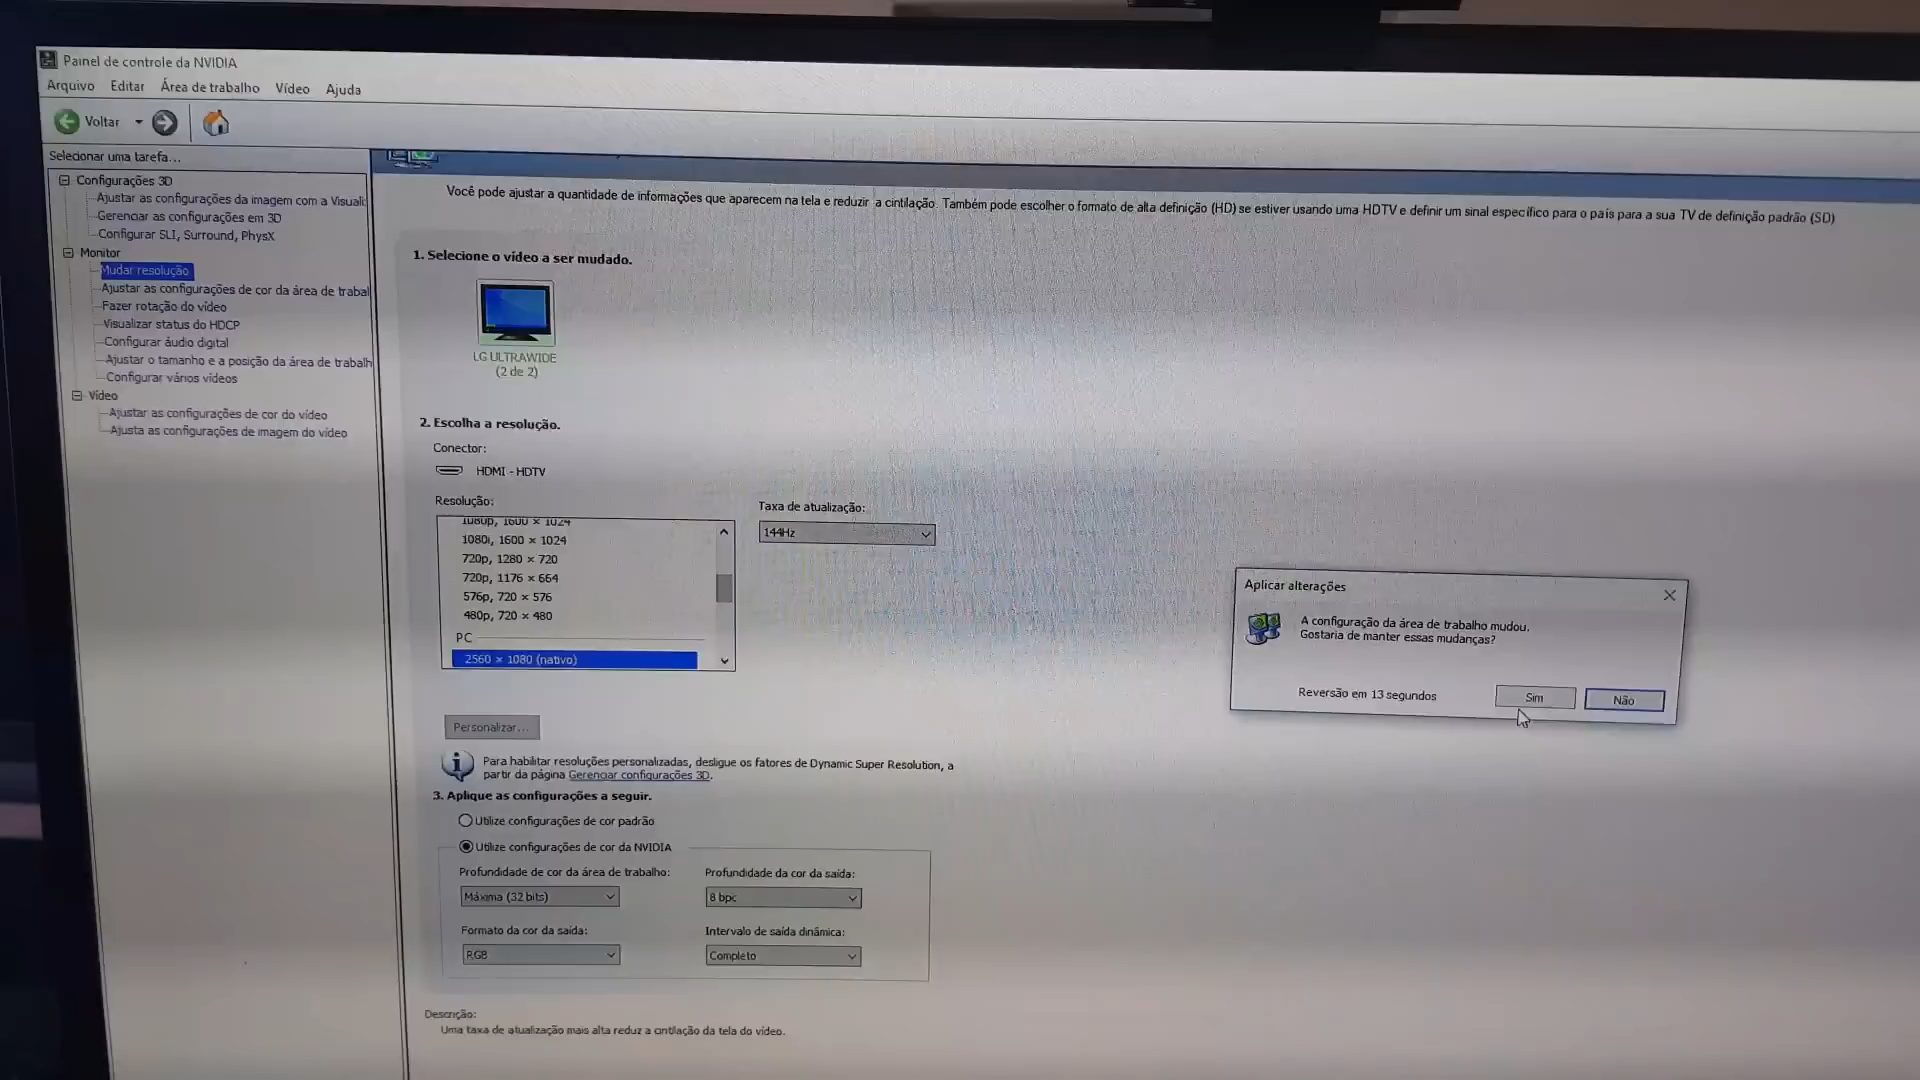 Painel de controle da NVIDIA
Arquivo Editar Área de trabalho Vídeo Ajuda
Voltar
Selecionar uma tarefa...
Configurações 3D
Ajustar as configurações da imagem com a Visuali
Gerenciar as configurações em 3D
Configurar SLI, Surround, PhysX
Monitor
Mudar resolução
Ajustar as configurações de cor da área de trabal
Fazer rotação do vídeo
Visualizar status do HDCP
Configurar áudio digital
Ajustar o tamanho e a posição da área de trabalh
Configurar vários vídeos
Vídeo
Ajustar as configurações de cor do vídeo
Ajusta as configurações de imagem do vídeo
Você pode ajustar a quantidade de informações que aparecem na tela e reduzir a cintilação. Também pode escolher o formato de alta definição (HD) se estiver usando uma HDTV e definir um sinal específico para o país para a sua TV de definição padrão (SD)
1. Selecione o vídeo a ser mudado.
LG ULTRAWIDE
(2 de 2)
2. Escolha a resolução.
Conector:
HDMI - HDTV
Resolução:
1080p, 1600 × 1024
1080i, 1600 × 1024
720p, 1280 × 720
720p, 1176 × 664
576p, 720 × 576
480p, 720 × 480
PC
2560 × 1080 (nativo)
Taxa de atualização:
144Hz
Personalizar...
Para habilitar resoluções personalizadas, desligue os fatores de Dynamic Super Resolution, a
partir da página Gerenciar configurações 3D.
3. Aplique as configurações a seguir.
Utilize configurações de cor padrão
Utilize configurações de cor da NVIDIA
Profundidade de cor da área de trabalho:
Máxima (32 bits)
Profundidade da cor da saída:
8 bpc
Formato da cor da saída:
RGB
Intervalo de saída dinâmica:
Completo
Descrição:
Uma taxa de atualização mais alta reduz a cintilação da tela do vídeo.
Aplicar alterações
A configuração da área de trabalho mudou.
Gostaria de manter essas mudanças?
Reversão em 13 segundos
Sim
Não